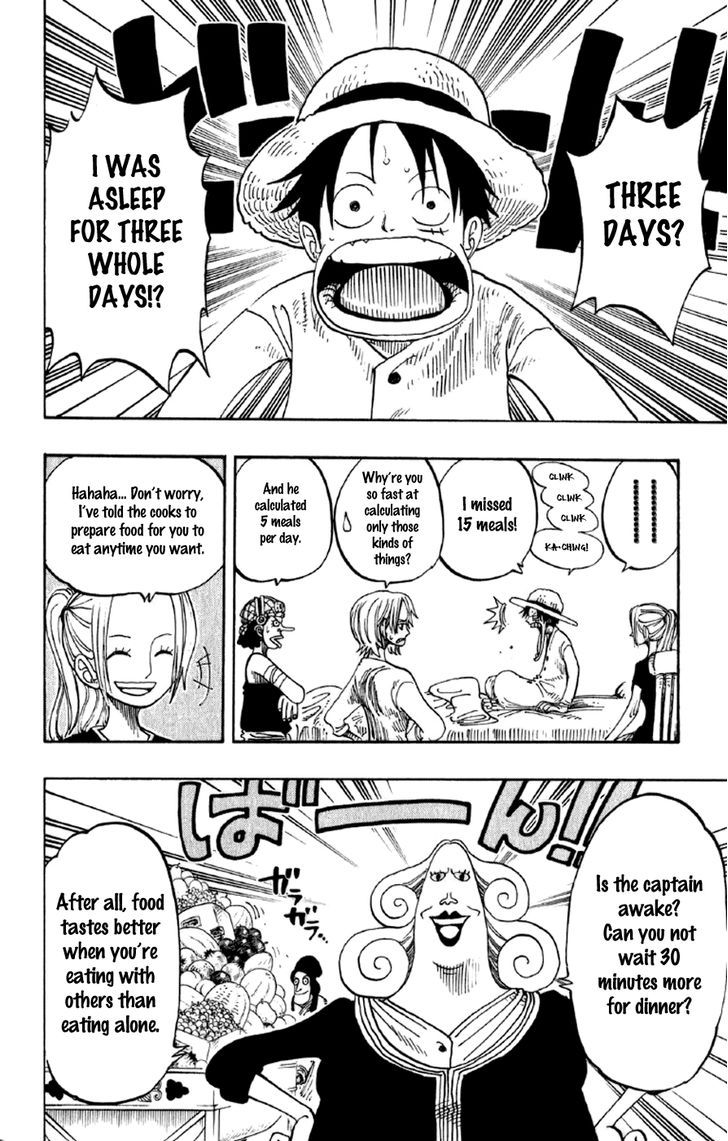 THREE
DAYS?
I WAS
ASLEEP
FOR THREE
WHOLE
DAYS!?
CLINK
CLINK
CLINK
KA-CHING!
I missed
15 meals!
Why're you
so fast at
calculating
only those
kinds of
things?
And he
calculated
5 meals
per day.
Hahaha... Don't worry,
I've told the cooks to
prepare food for you to
eat anytime you want.
ばーん!!
Is the captain
awake?
Can you not
wait 30
minutes more
for dinner?
ガラ
ガラ...
After all, food
tastes better
when you're
eating with
others than
eating alone.